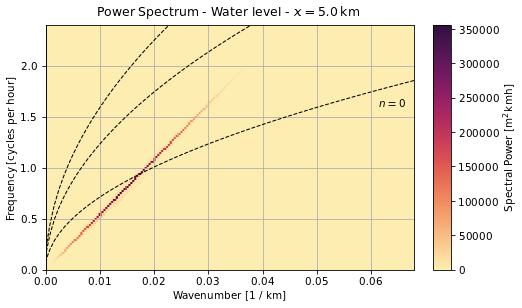 Power Spectrum - Water level - x = 5.0 km
Frequency [cycles per hour]
2.0
1.5
1.0
0.5
0.0
n = 0
0.00 0.01 0.02 0.03 0.04 0.05 0.06
Wavenumber [1 / km]
350000
300000
250000
200000
150000
100000
50000
0
Spectral Power [m² km h]